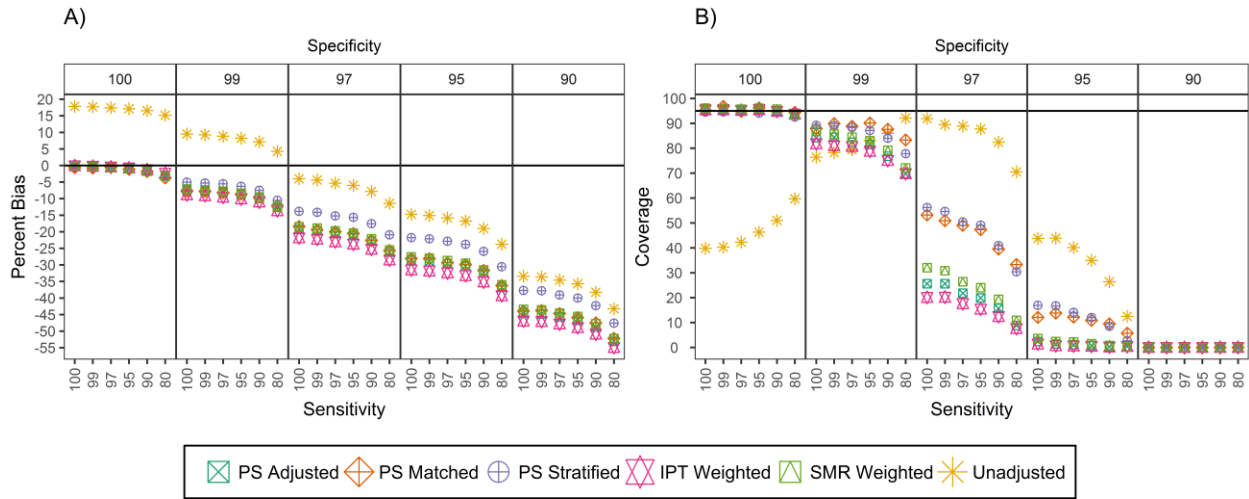 A)
Specificity
100 99 97 95 90
Percent Bias
20
15
10
5
0
-5
-10
-15
-20
-25
-30
-35
-40
-45
-50
-55
100 99 97 95 90 80 100 99 97 95 90 80 100 99 97 95 90 80 100 99 97 95 90 80 100 99 97 95 90 80
Sensitivity
B)
Specificity
100 99 97 95 90
Coverage
100
90
80
70
60
50
40
30
20
10
0
100 99 97 95 90 80 100 99 97 95 90 80 100 99 97 95 90 80 100 99 97 95 90 80 100 99 97 95 90 80
Sensitivity
PS Adjusted PS Matched PS Stratified IPT Weighted SMR Weighted Unadjusted